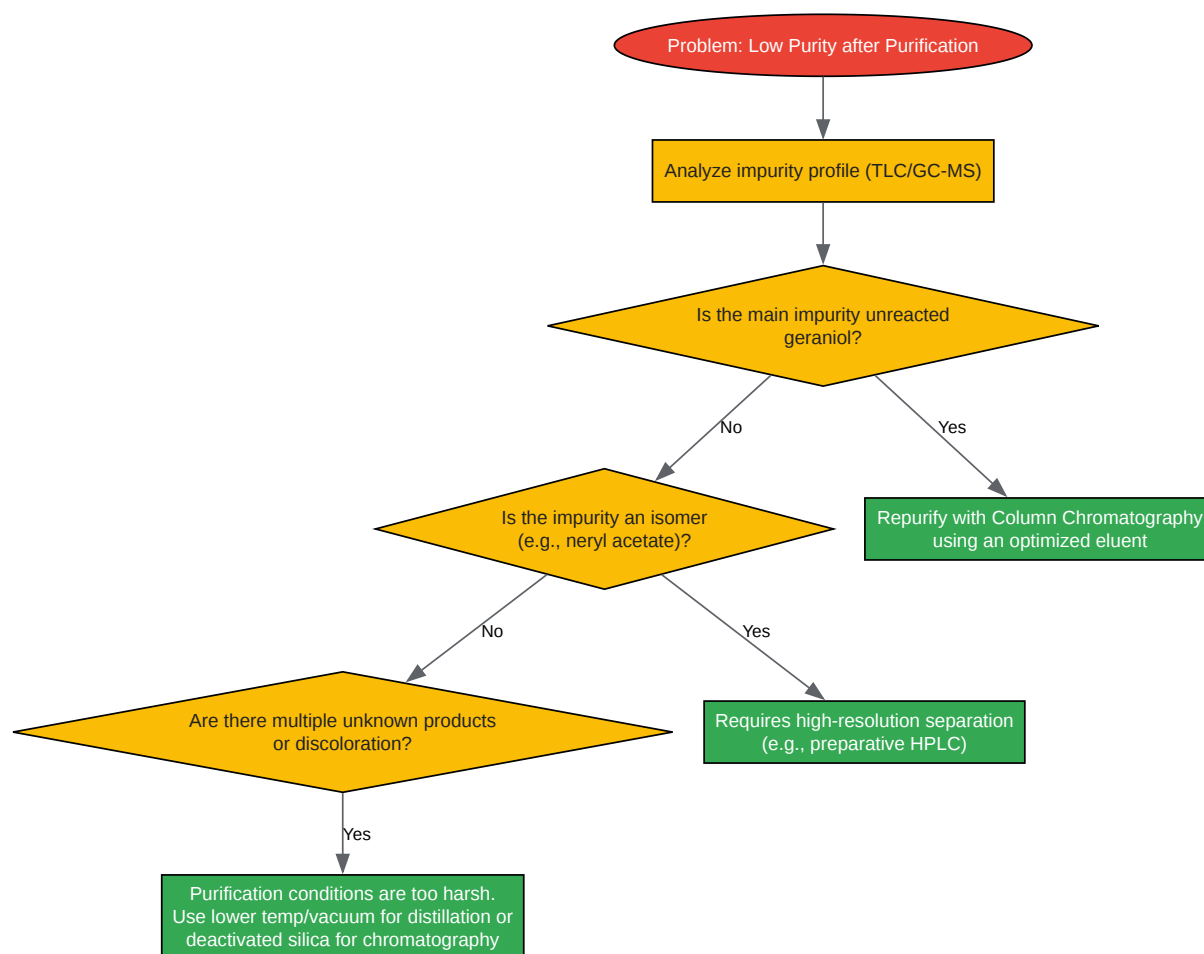 Problem: Low Purity after Purification
Analyze impurity profile (TLC/GC-MS)
Is the main impurity unreacted
geraniol?
No
Yes
Is the impurity an isomer
(e.g., neryl acetate)?
Repurify with Column Chromatography
using an optimized eluent
No
Yes
Are there multiple unknown products
or discoloration?
Requires high-resolution separation
(e.g., preparative HPLC)
Yes
Purification conditions are too harsh.
Use lower temp/vacuum for distillation or
deactivated silica for chromatography